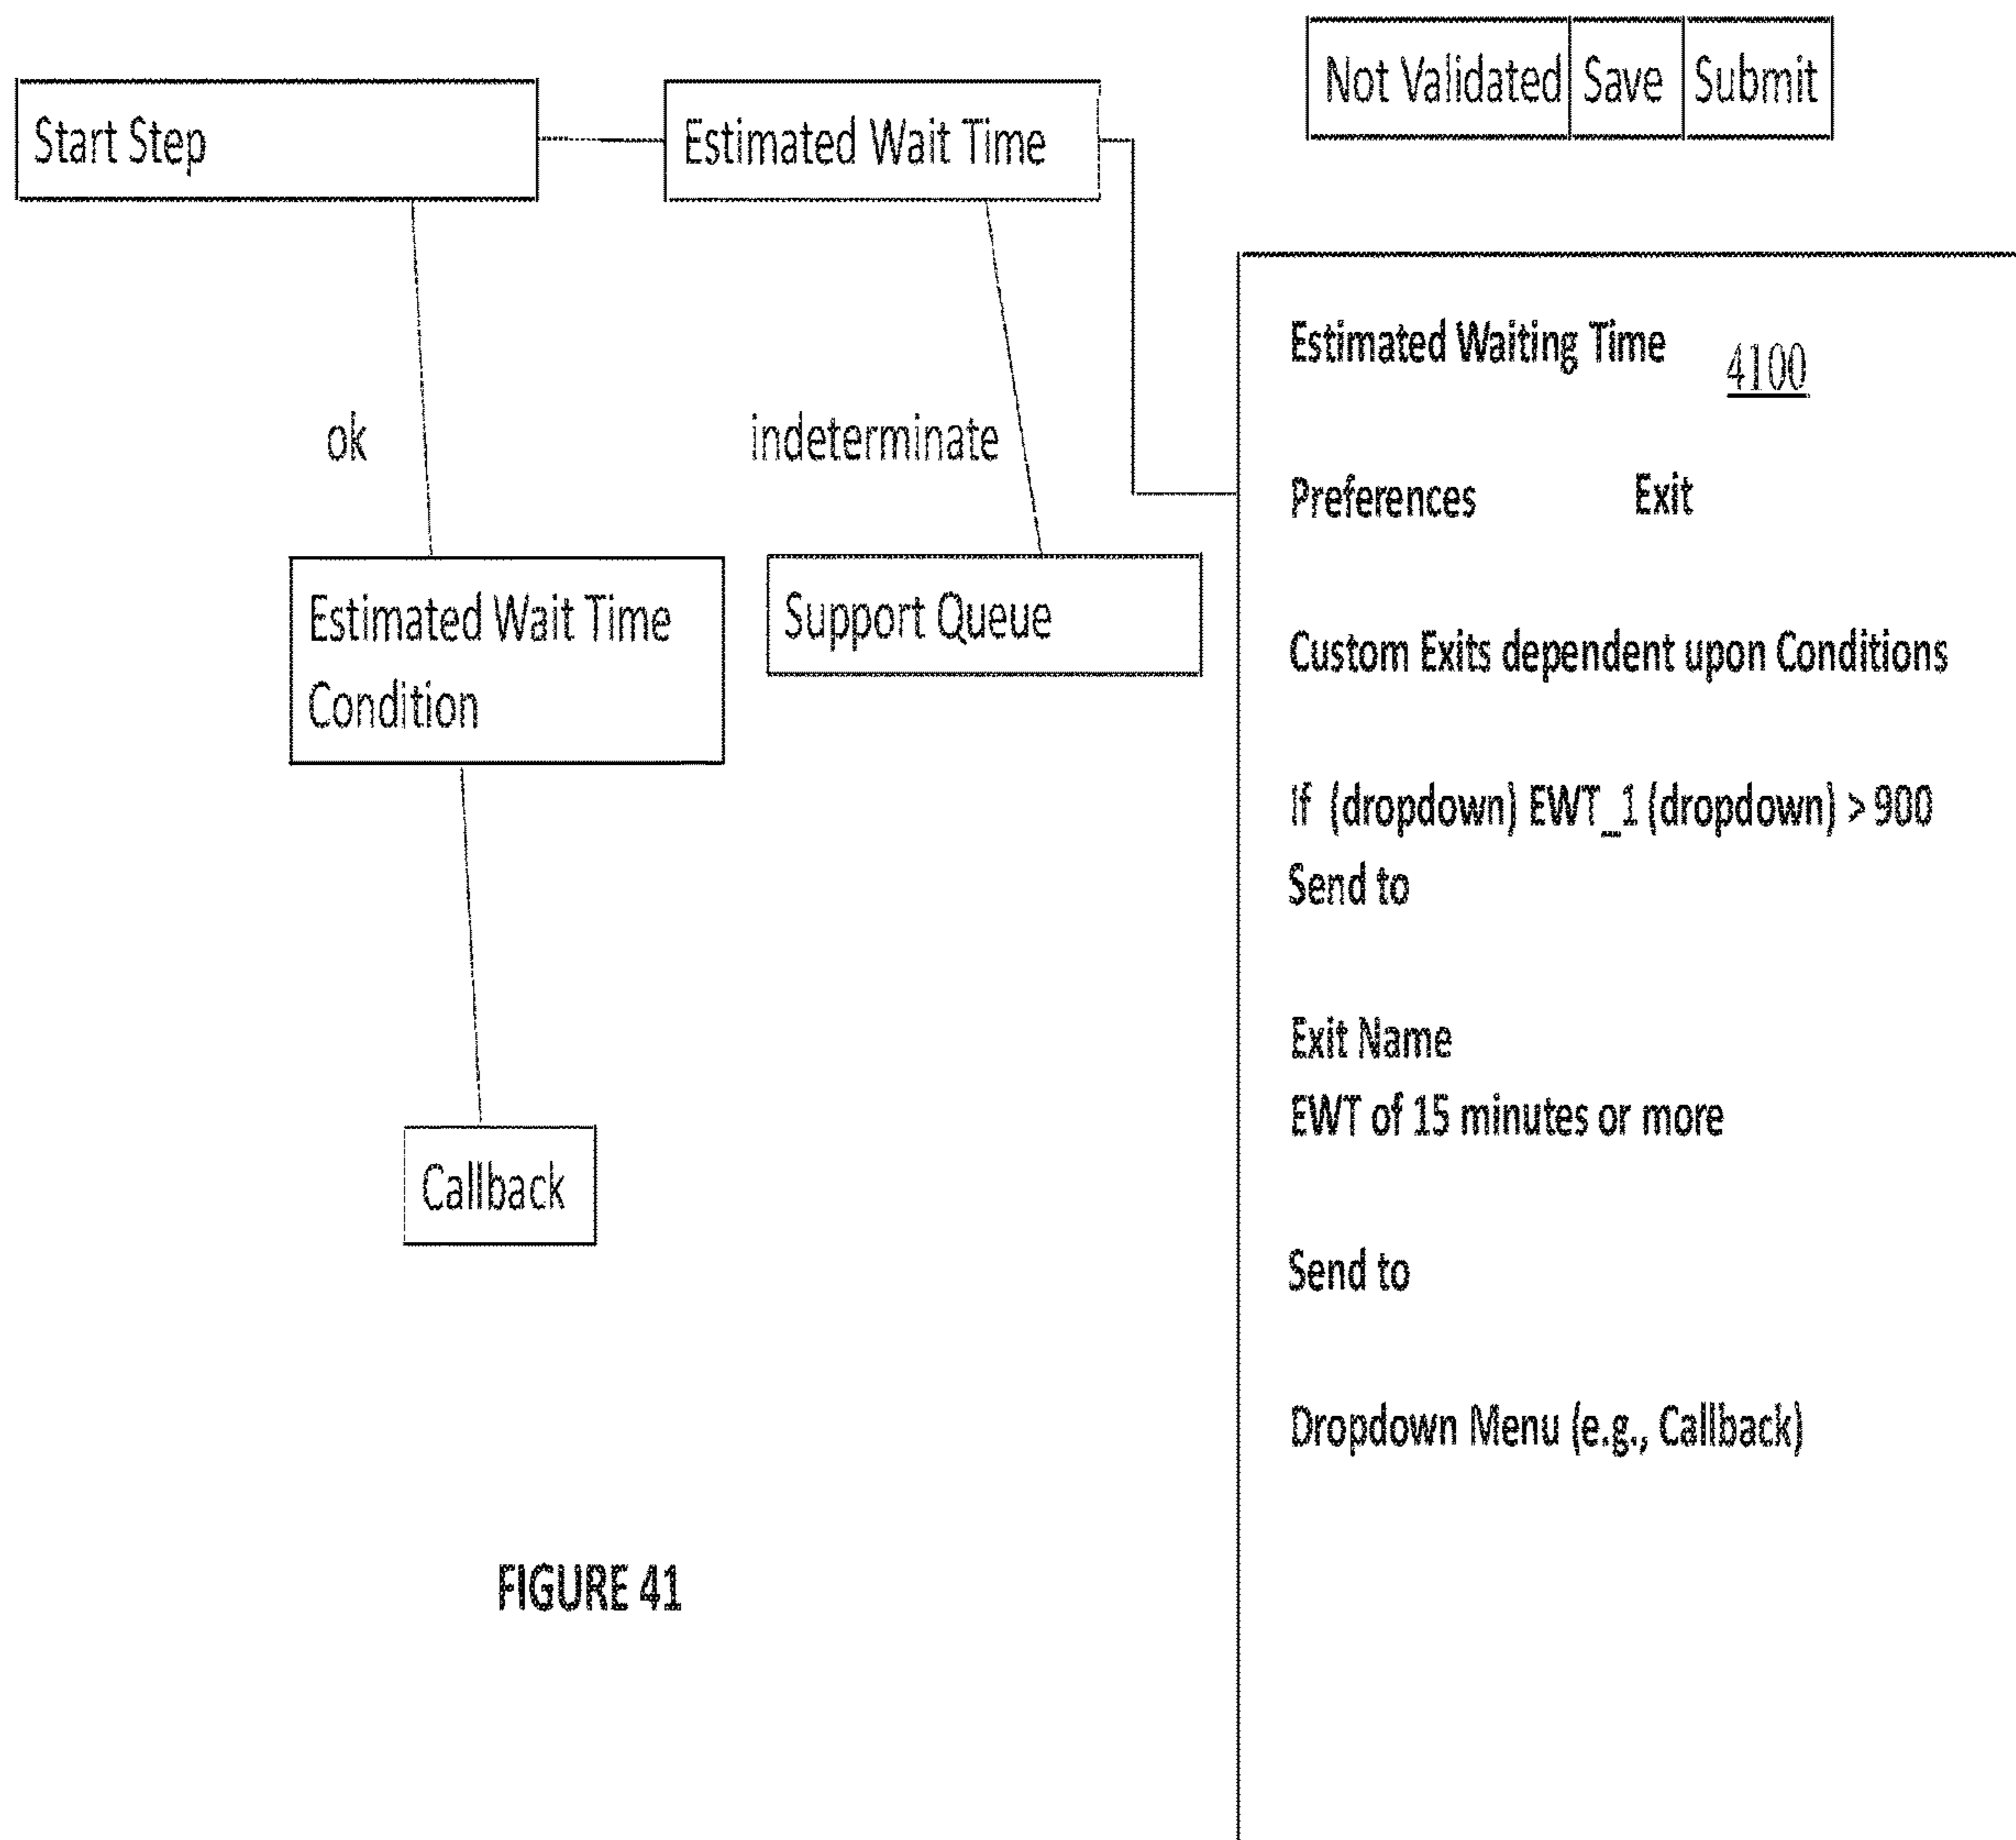 Not Validated Save Submit
Start Step
Estimated Wait Time
ok
indeterminate
Estimated Wait Time
Condition
Support Queue
Callback
Estimated Waiting Time
4100
Preferences Exit
Custom Exits dependent upon Conditions
If (dropdown) EWT_1 (dropdown) > 900
Send to
Exit Name
EWT of 15 minutes or more
Send to
Dropdown Menu (e.g., Callback)
FIGURE 41